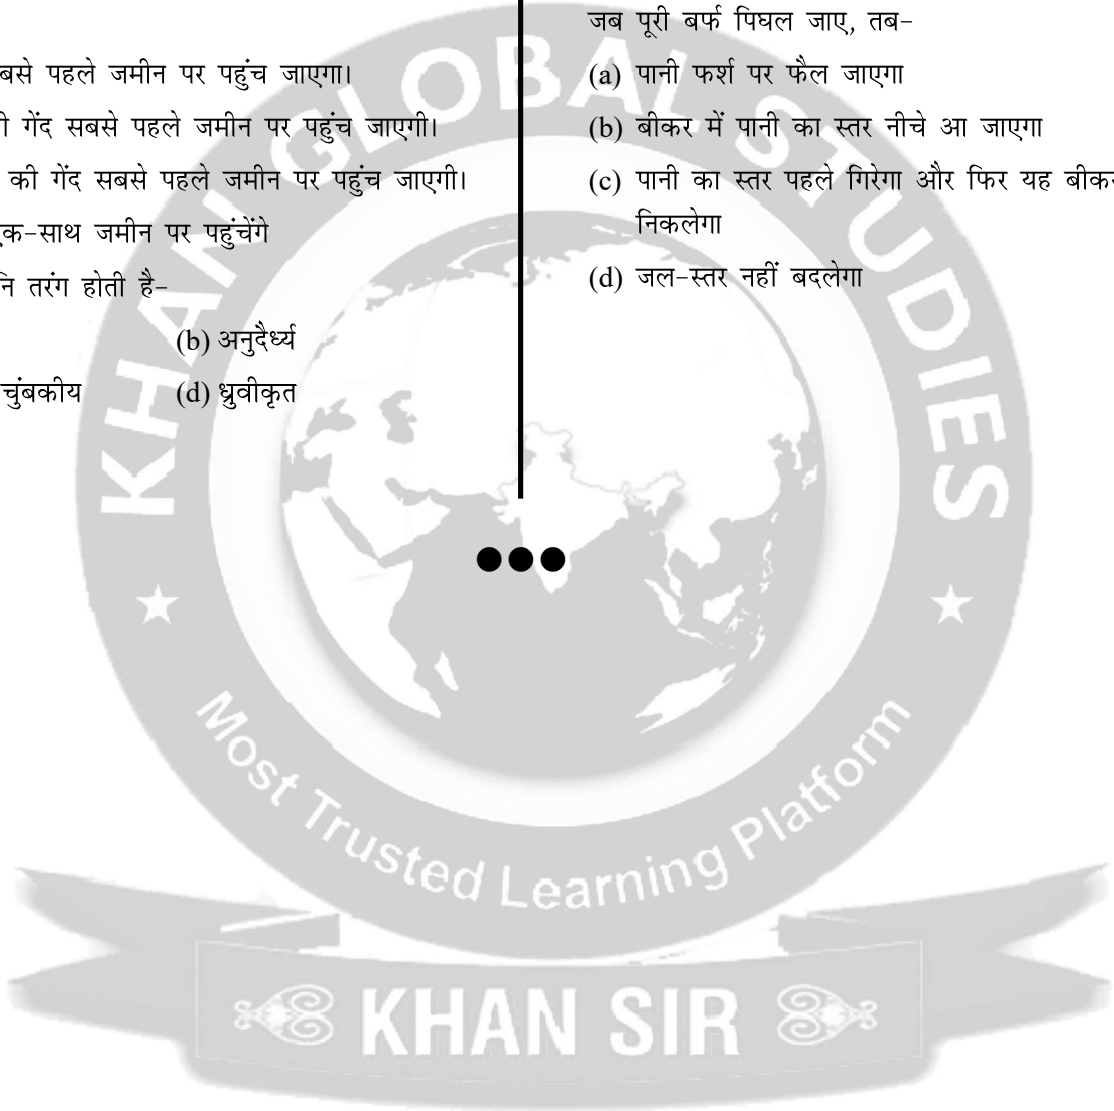 से पहले जमीन पर पहुंच जाएगा।
गेंद सबसे पहले जमीन पर पहुंच जाएगी।
की गेंद सबसे पहले जमीन पर पहुंच जाएगी।
जमीन पर पहुंचेंगे
तरंग होती है–
(b) अनुदैर्ध्य
चुंबकीय (d) ध्रुवीकृत
जब पूरी बर्फ पिघल जाए, तब–
(a) पानी फर्श पर फैल जाएगा
(b) बीकर में पानी का स्तर नीचे आ जाएगा
(c) पानी का स्तर पहले गिरेगा और फिर यह बीकर
निकलेगा
(d) जल–स्तर नहीं बदलेगा
KHAN GLOBAL STUDIES
Most Trusted Learning Platform
KHAN SIR